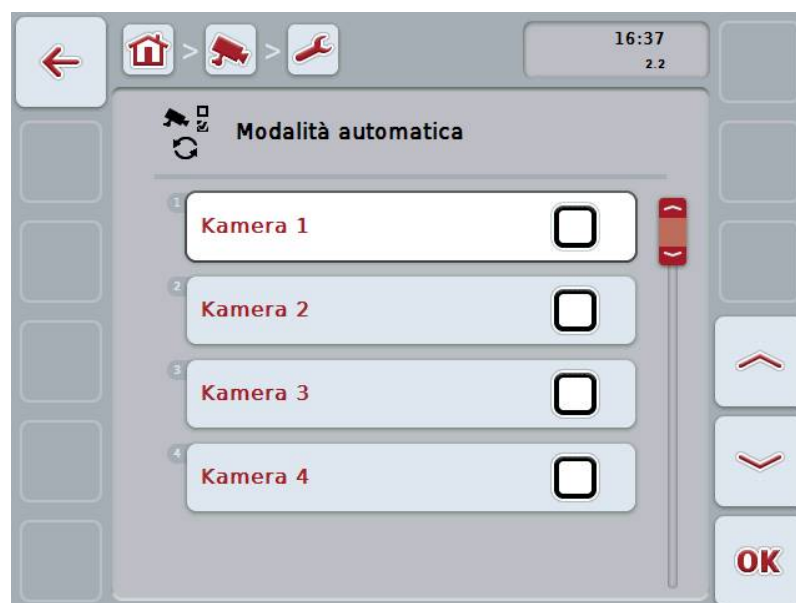 16:37
2.2
Modalità automatica
1
Kamera 1
2
Kamera 2
3
Kamera 3
4
Kamera 4
OK